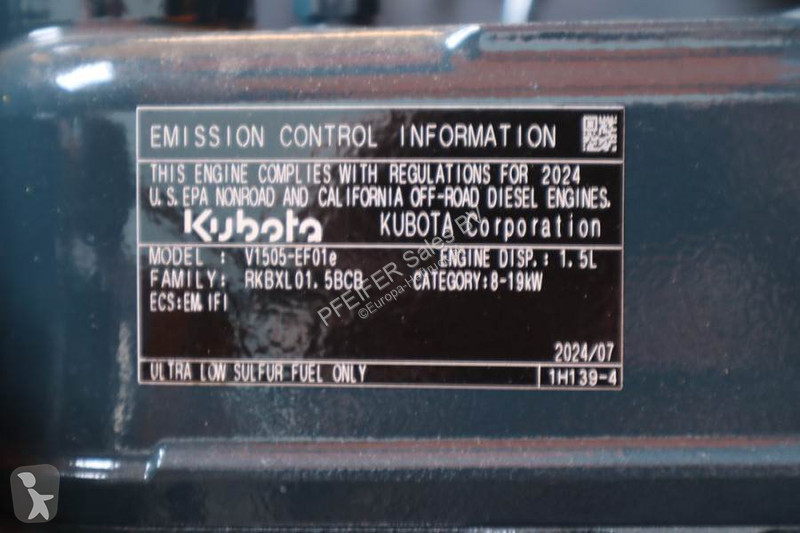 EMISSION CONTROL INFORMATION
THIS ENGINE COMPLIES WITH REGULATIONS FOR 2024
U.S.EPA NONROAD AND CALIFORNIA OFF-ROAD DIESEL ENGINES.
Kubota KUBOTA Corporation
MODEL : V1505-EF01e ENGINE DISP.: 1.5L
FAMILY: RKBXL01.5BCB CATEGORY:8-19kW
ECS:EM,IFI
2024/07
ULTRA LOW SULFUR FUEL ONLY 1H139-4
PFEIFER Sales BV